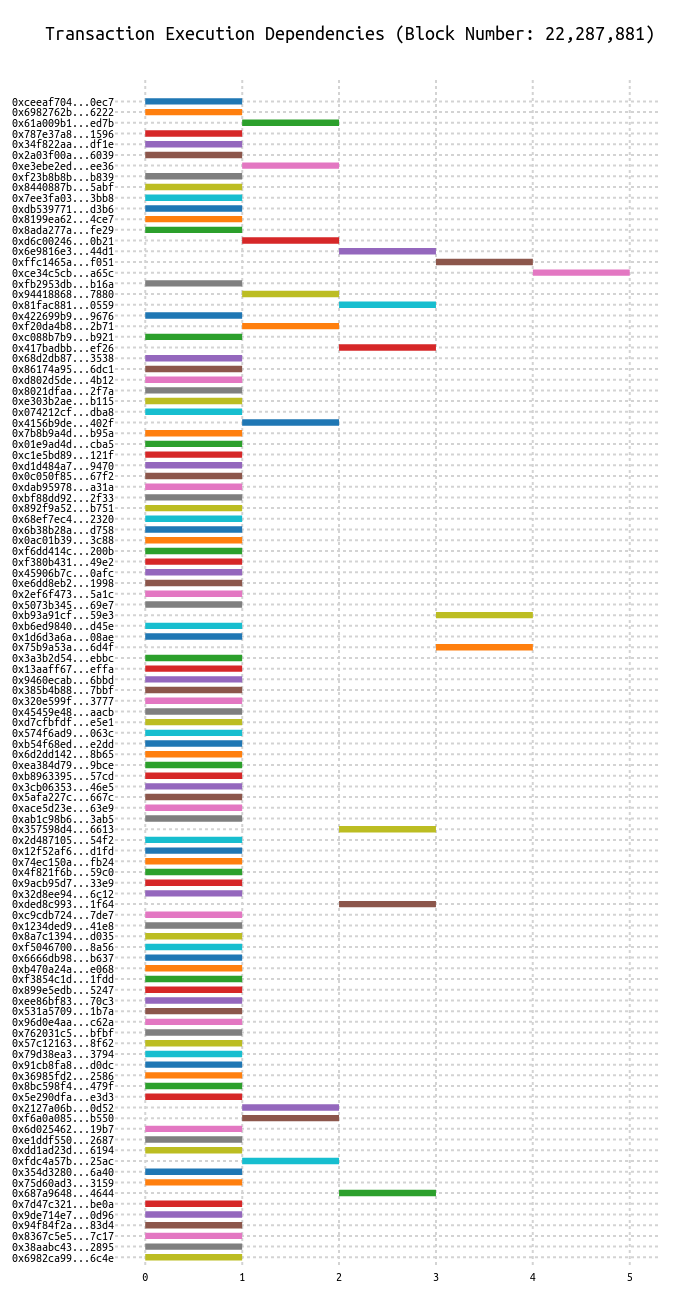 Transaction Execution Dependencies (Block Number: 22,287,881)
0xceeaf704...0ec7
0x6982762b...6222
0x61a009b1...ed7b
0x787e37a8...1596
0x34f822aa...df1e
0x2a03f00a...6039
0xe3ebe2ed...ee36
0xf23b8b8b...b839
0x8440887b...5abf
0x7ee3fa03...3bb8
0xdb539771...d3b6
0x8199ea62...4ce7
0x8ada277a...fe29
0xd6c00246...0b21
0x6e9816e3...44d1
0xffc1465a...f051
0xce34c5cb...a65c
0xfb2953db...b16a
0x94418868...7880
0x81fac881...0559
0x422699b9...9676
0xf20da4b8...2b71
0xc088b7b9...b921
0x417badbb...ef26
0x68d2db87...3538
0x86174a95...6dc1
0xd802d5de...4b12
0x8021dfaa...2f7a
0xe303b2ae...b115
0x074212cf...dba8
0x4156b9de...402f
0x7b8b9a4d...b95a
0x01e9ad4d...cba5
0xc1e5bd89...121f
0xd1d484a7...9470
0x0c050f85...67f2
0xdab95978...a31a
0xbf88dd92...2f33
0x892f9a52...b751
0x68ef7ec4...2320
0x6b38b28a...d758
0x0ac01b39...3c88
0xf6dd414c...200b
0xf380b431...49e2
0x45906b7c...0afc
0xe6dd8eb2...1998
0x2ef6f473...5a1c
0x5073b345...69e7
0xb93a91cf...59e3
0xb6ed9840...d45e
0x1d6d3a6a...08ae
0x75b9a53a...6d4f
0x3a3b2d54...ebbc
0x13aaff67...effa
0x9460ecab...6bbd
0x385b4b88...7bbf
0x320e599f...3777
0x45459e48...aacb
0xd7cfbfdf...e5e1
0x574f6ad9...063c
0xb54f68ed...e2dd
0x6d2dd142...8b65
0xea384d79...9bce
0xb8963395...57cd
0x3cb06353...46e5
0x5afa227c...667c
0xace5d23e...63e9
0xab1c98b6...3ab5
0x357598d4...6613
0x2d487105...54f2
0x12f52af6...d1fd
0x74ec150a...fb24
0x4f821f6b...59c0
0x9acb95d7...33e9
0x32d8ee94...6c12
0xded8c993...1f64
0xc9cdb724...7de7
0x1234ded9...41e8
0x8a7c1394...d035
0xf5046700...8a56
0x6666db98...b637
0xb470a24a...e068
0xf3854c1d...1fdd
0x899e5edb...5247
0xee86bf83...70c3
0x531a5709...1b7a
0x96d0e4aa...c62a
0x762031c5...bfbf
0x57c12163...8f62
0x79d38ea3...3794
0x91cb8fa8...d0dc
0x36985fd2...2586
0x8bc598f4...479f
0x5e290dfa...e3d3
0x2127a06b...0d52
0xf6a0a085...b550
0x6d025462...19b7
0xe1ddf550...2687
0xdd1ad23d...6194
0xfdc4a57b...25ac
0x354d3280...6a40
0x75d60ad3...3159
0x687a9648...4644
0x7d47c321...be0a
0x9de714e7...0d96
0x94f84f2a...83d4
0x8367c5e5...7c17
0x38aabc43...2895
0x6982ca99...6c4e
0 1 2 3 4 5